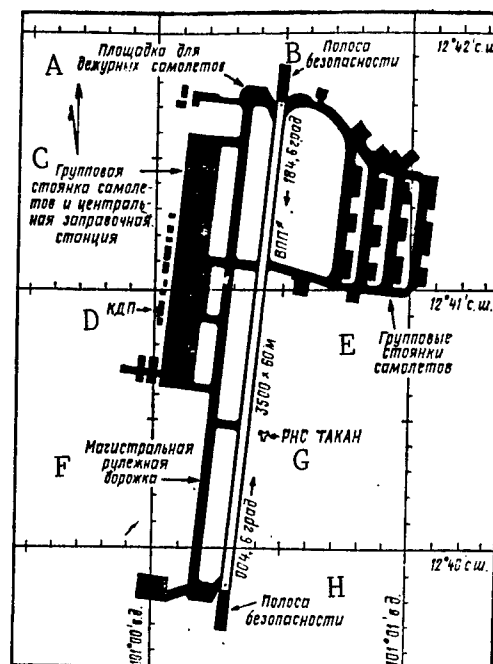 A
Площадка для
дежурных самолетов
B
Полоса
безопасности
12°42' с.ш.
C
Групповая
стоянка самоле-
тов и централь-
ная заправочная
станция
184,6 град
ВПП*
D
КДП
12°41' с.ш.
E
Групповые
стоянки
самолетов
3500 × 60 м
РНС ТАКАН
G
F
Магистральная
рулежная
дорожка
004,6 град
12°40' с.ш.
H
Полоса
безопасности
101°00' в.д.
101°01' в.д.